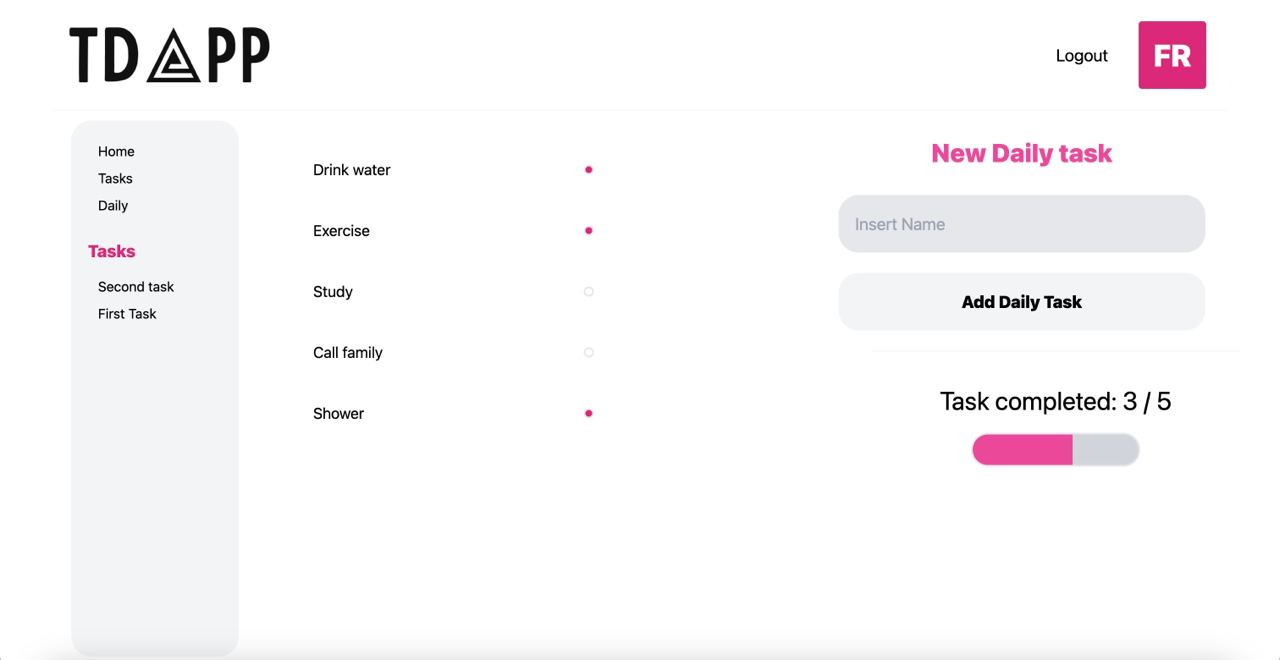 TDAPP
Logout
FR
Home
Tasks
Daily
Tasks
Second task
First Task
Drink water
Exercise
Study
Call family
Shower
New Daily task
Insert Name
Add Daily Task
Task completed: 3 / 5